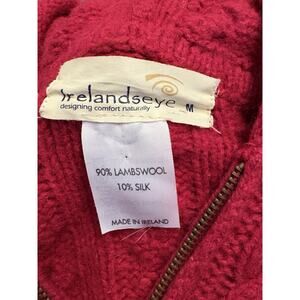 Irelandseye
designing comfort naturally
M
90% LAMBSWOOL
10% SILK
MADE IN IRELAND